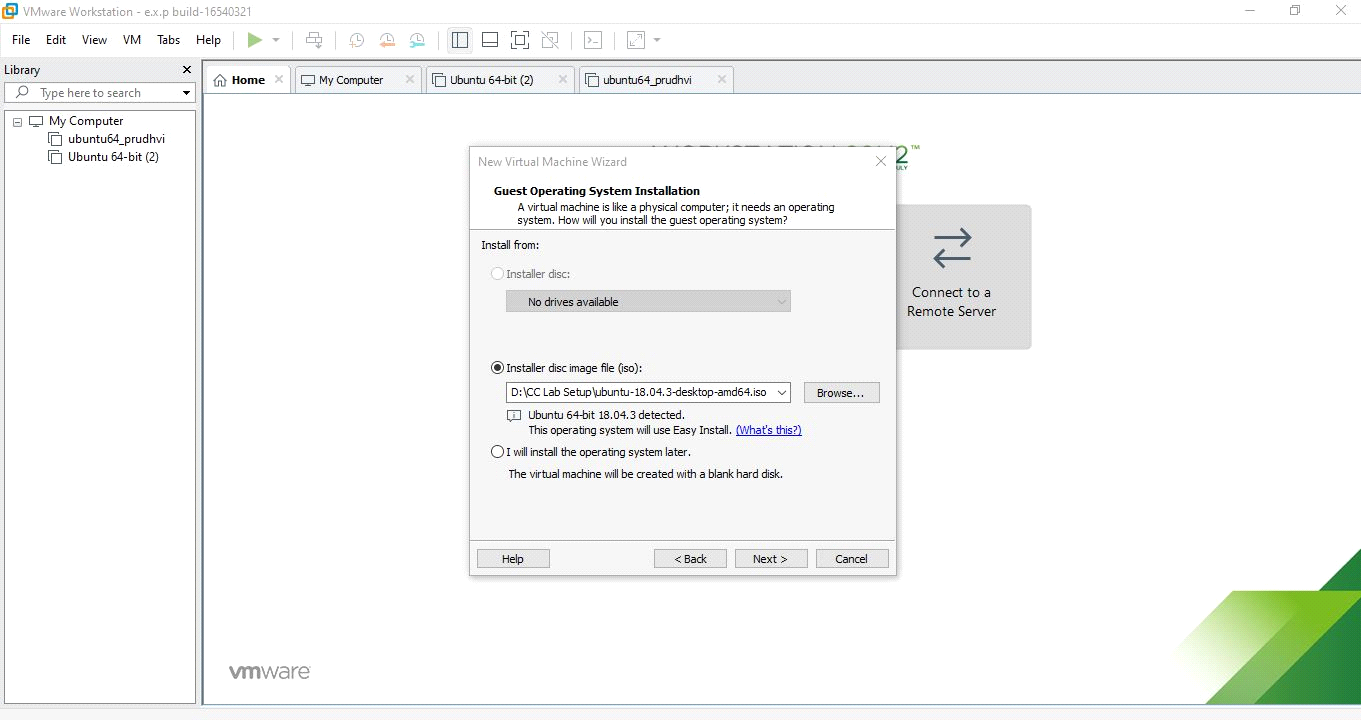 VMware Workstation - e.x.p build-16540321
File Edit View VM Tabs Help
Library
Type here to search
My Computer
ubuntu64_prudhvi
Ubuntu 64-bit (2)
Home
My Computer
Ubuntu 64-bit (2)
ubuntu64_prudhvi
New Virtual Machine Wizard
Guest Operating System Installation
A virtual machine is like a physical computer; it needs an operating
system. How will you install the guest operating system?
Install from:
Installer disc:
No drives available
Installer disc image file (iso):
D:\CC Lab Setup\ubuntu-18.04.3-desktop-amd64.iso
Browse...
Ubuntu 64-bit 18.04.3 detected.
This operating system will use Easy Install. (What's this?)
I will install the operating system later.
The virtual machine will be created with a blank hard disk.
Help
< Back
Next >
Cancel
Connect to a
Remote Server
vmware